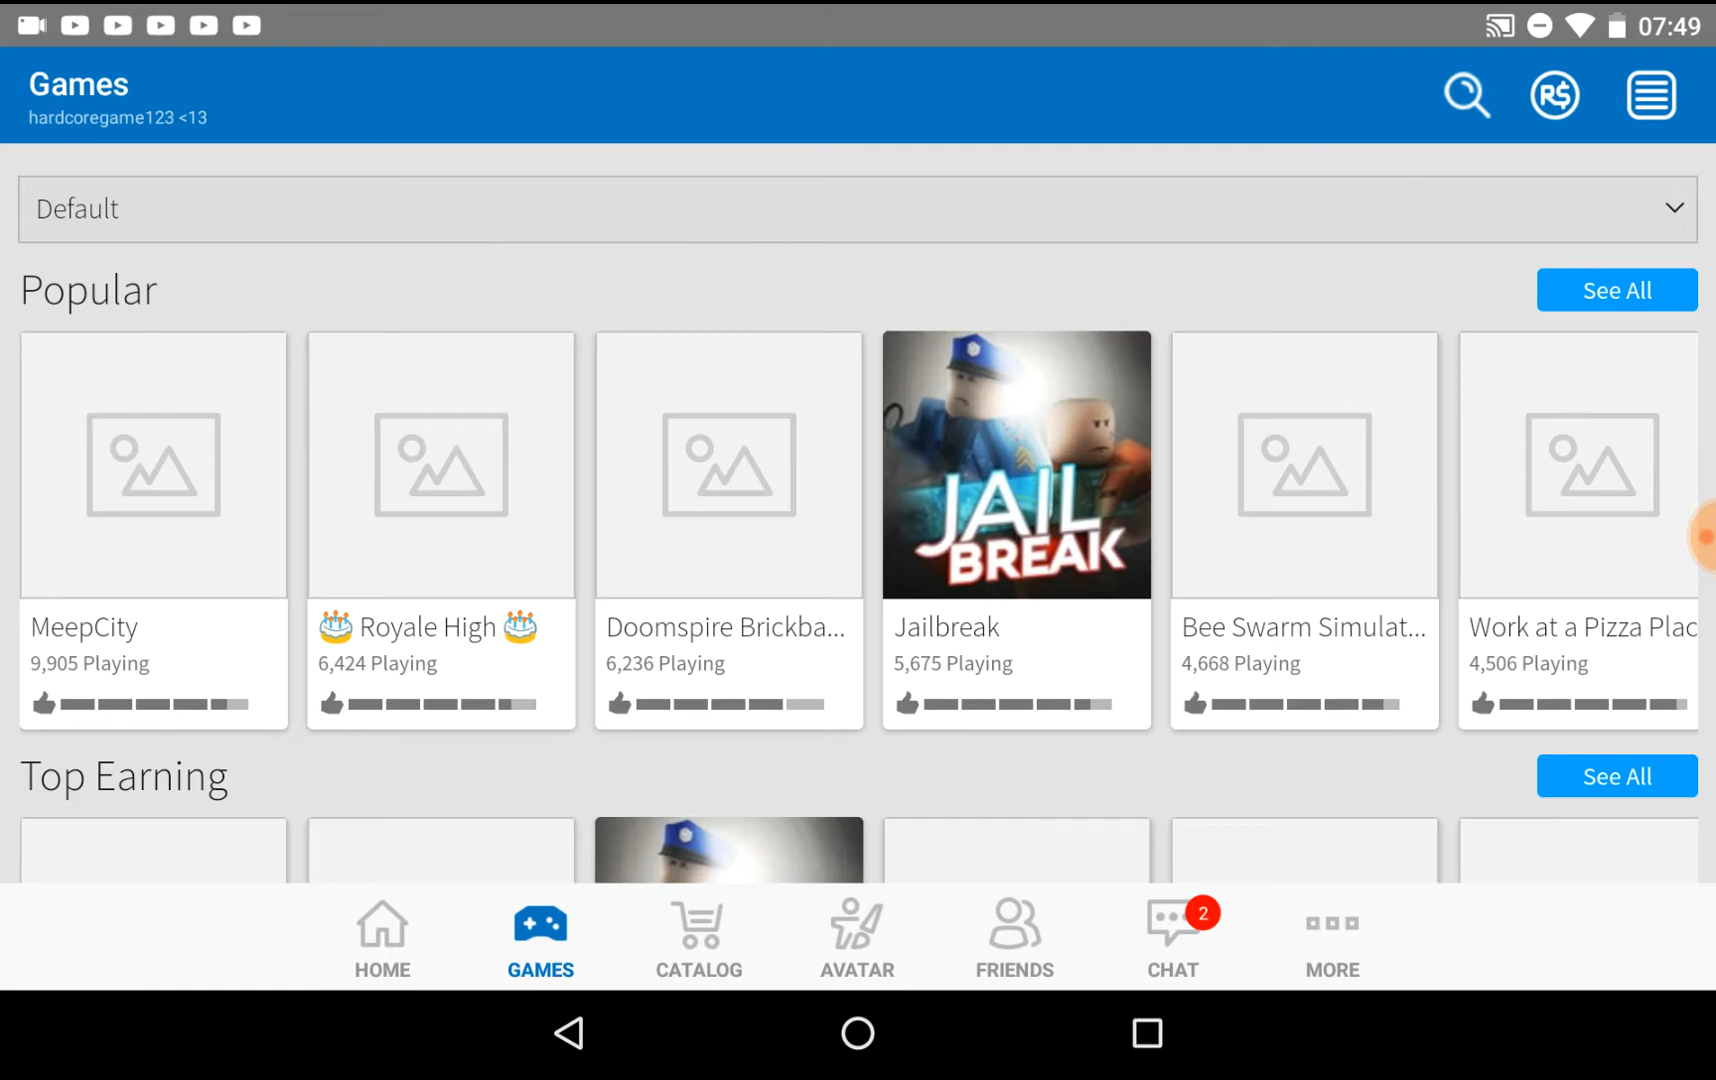 07:49
Games
hardcoregame123 <13
R$
Default
Popular
See All
JAIL
BREAK
MeepCity
🎂 Royale High 🎂
Doomspire Brickba...
Jailbreak
Bee Swarm Simulat...
Work at a Pizza Plac
9,905 Playing
6,424 Playing
6,236 Playing
5,675 Playing
4,668 Playing
4,506 Playing
Top Earning
See All
2
HOME
GAMES
CATALOG
AVATAR
FRIENDS
CHAT
MORE